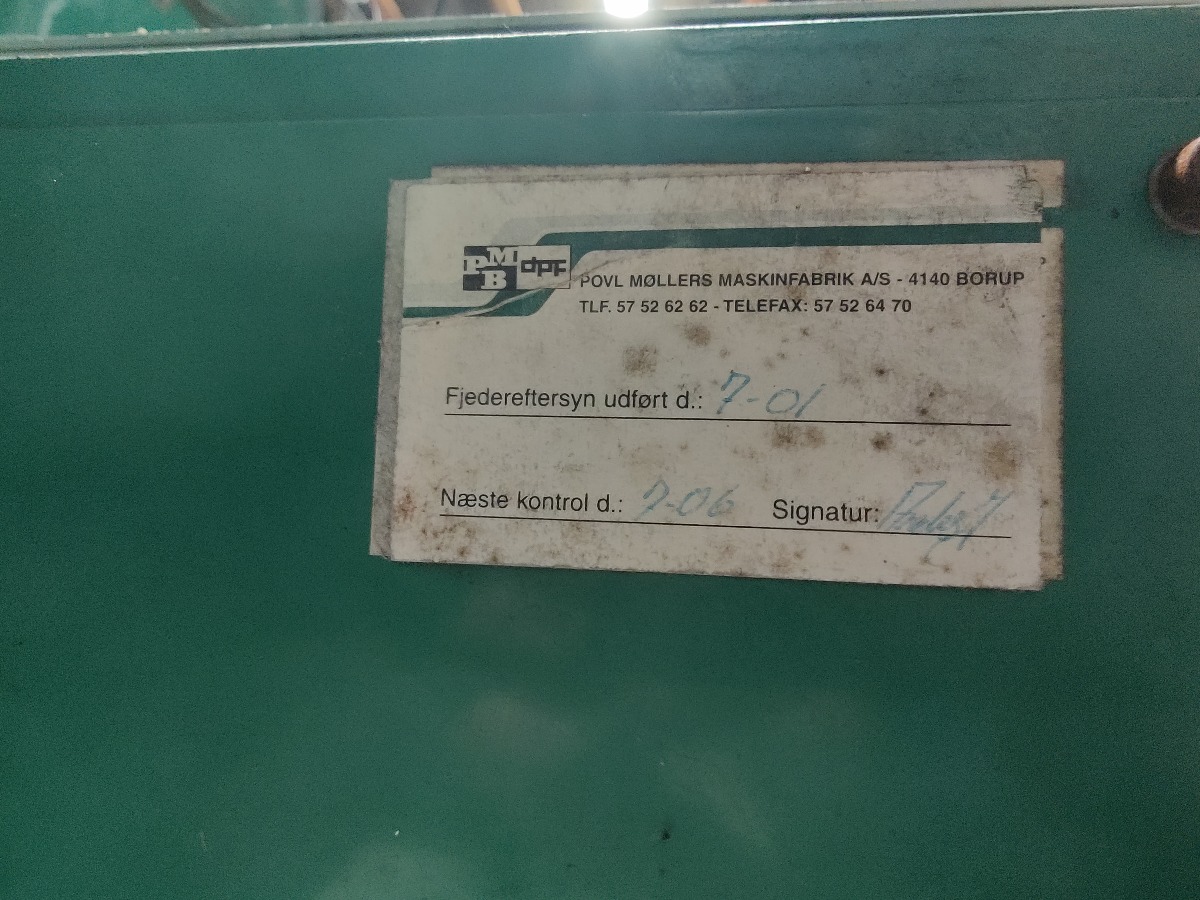 PMB dpf
POVL MØLLERS MASKINFABRIK A/S - 4140 BORUP
TLF. 57 52 62 62 - TELEFAX: 57 52 64 70
Fjedereftersyn udført d.: 7-01
Næste kontrol d.: 7-06 Signatur: